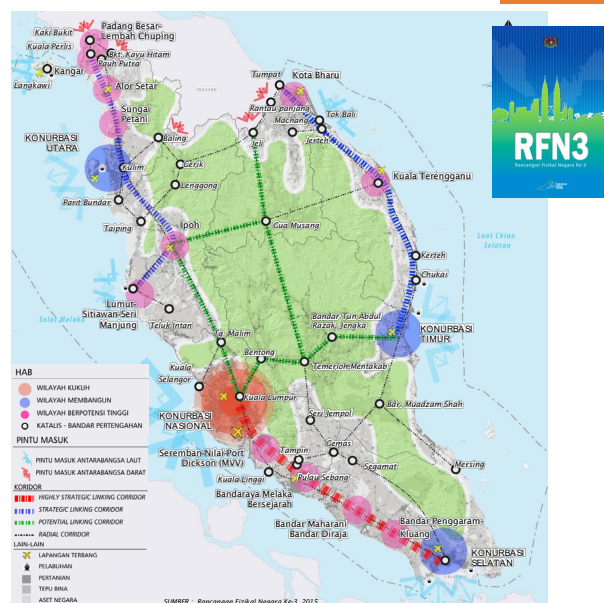 Kaki Bukit
Padang Besar-
Lembah Chuping
Kuala Perlis
Bkt. Kayu Hitam
Pauh Putra
Kangar
Langkawi
Alor Setar
Sungai
Petani
KONURBASI
UTARA
Baling
Kulim
Gerik
Lenggong
Parit Buntar
Taiping
Ipoh
Lumut-
Sitiawan-Seri
Manjung
Teluk Intan
Selat Melaka
Tumpat
Kota Bharu
Rantau panjang
Machang
Tok Bali
Jerteh
Jeli
Kuala Terengganu
Gua Musang
Laut China
Selatan
Kerteh
Chukai
Bandar Tun Abdul
Razak, Jengka
KONURBASI
TIMUR
Tg. Malim
Bentong
Temerloh-Mentakab
Kuala
Selangor
Kuala Lumpur
KONURBASI
NASIONAL
Bdr. Muadzam Shah
Seri Jempol
Seremban-Nilai-Port
Dickson (MVV)
Tampin
Gemas
Segamat
Mersing
Kuala Linggi
Pulau Sebang
Bandaraya Melaka
Bersejarah
Bandar Maharani
Bandar Diraja
Bandar Penggaram-
Kluang
KONURBASI
SELATAN
HAB
WILAYAH KUKUH
WILAYAH MEMBANGUN
WILAYAH BERPOTENSI TINGGI
KATALIS - BANDAR PERTENGAHAN
PINTU MASUK
PINTU MASUK ANTARABANGSA LAUT
PINTU MASUK ANTARABANGSA DARAT
KORIDOR
HIGHLY STRATEGIC LINKING CORRIDOR
STRATEGIC LINKING CORRIDOR
POTENTIAL LINKING CORRIDOR
RADIAL CORRIDOR
LAIN-LAIN
LAPANGAN TERBANG
PELABUHAN
PERTANIAN
TEPU BINA
ASET NEGARA
SUMBER : Rancangan Fizikal Negara Ke-3, 2015
RFN3
Rancangan Fizikal Negara Ke-3